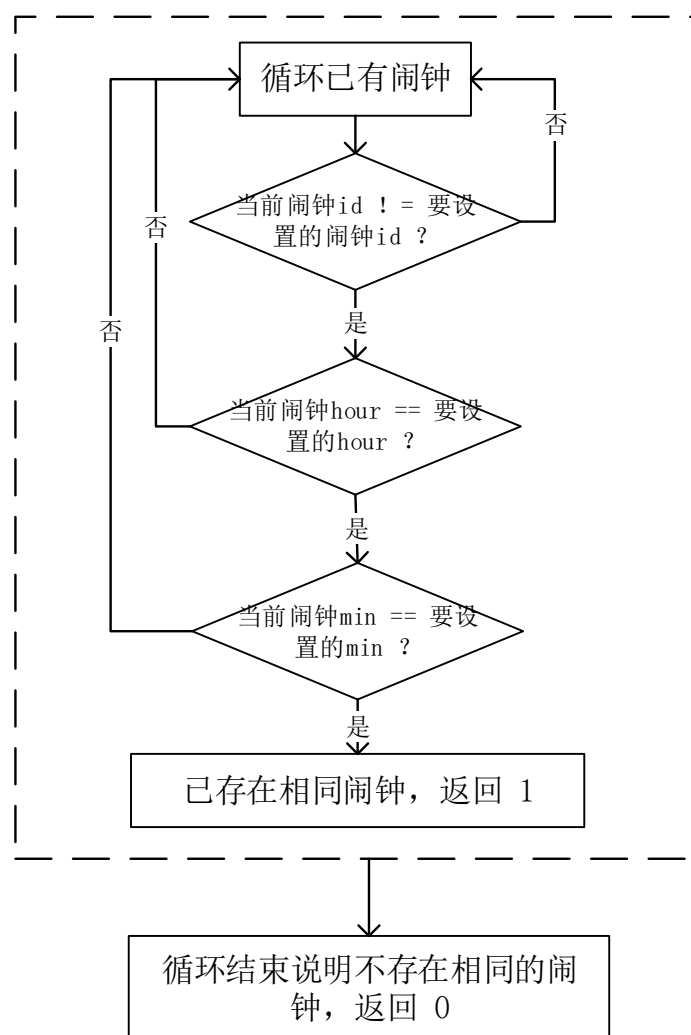 循环已有闹钟
否
当前闹钟id ！= 要设
置的闹钟id ？
否
是
否
当前闹钟hour == 要设
置的hour ？
是
当前闹钟min == 要设
置的min ？
是
已存在相同闹钟，返回 1
循环结束说明不存在相同的闹
钟，返回 0